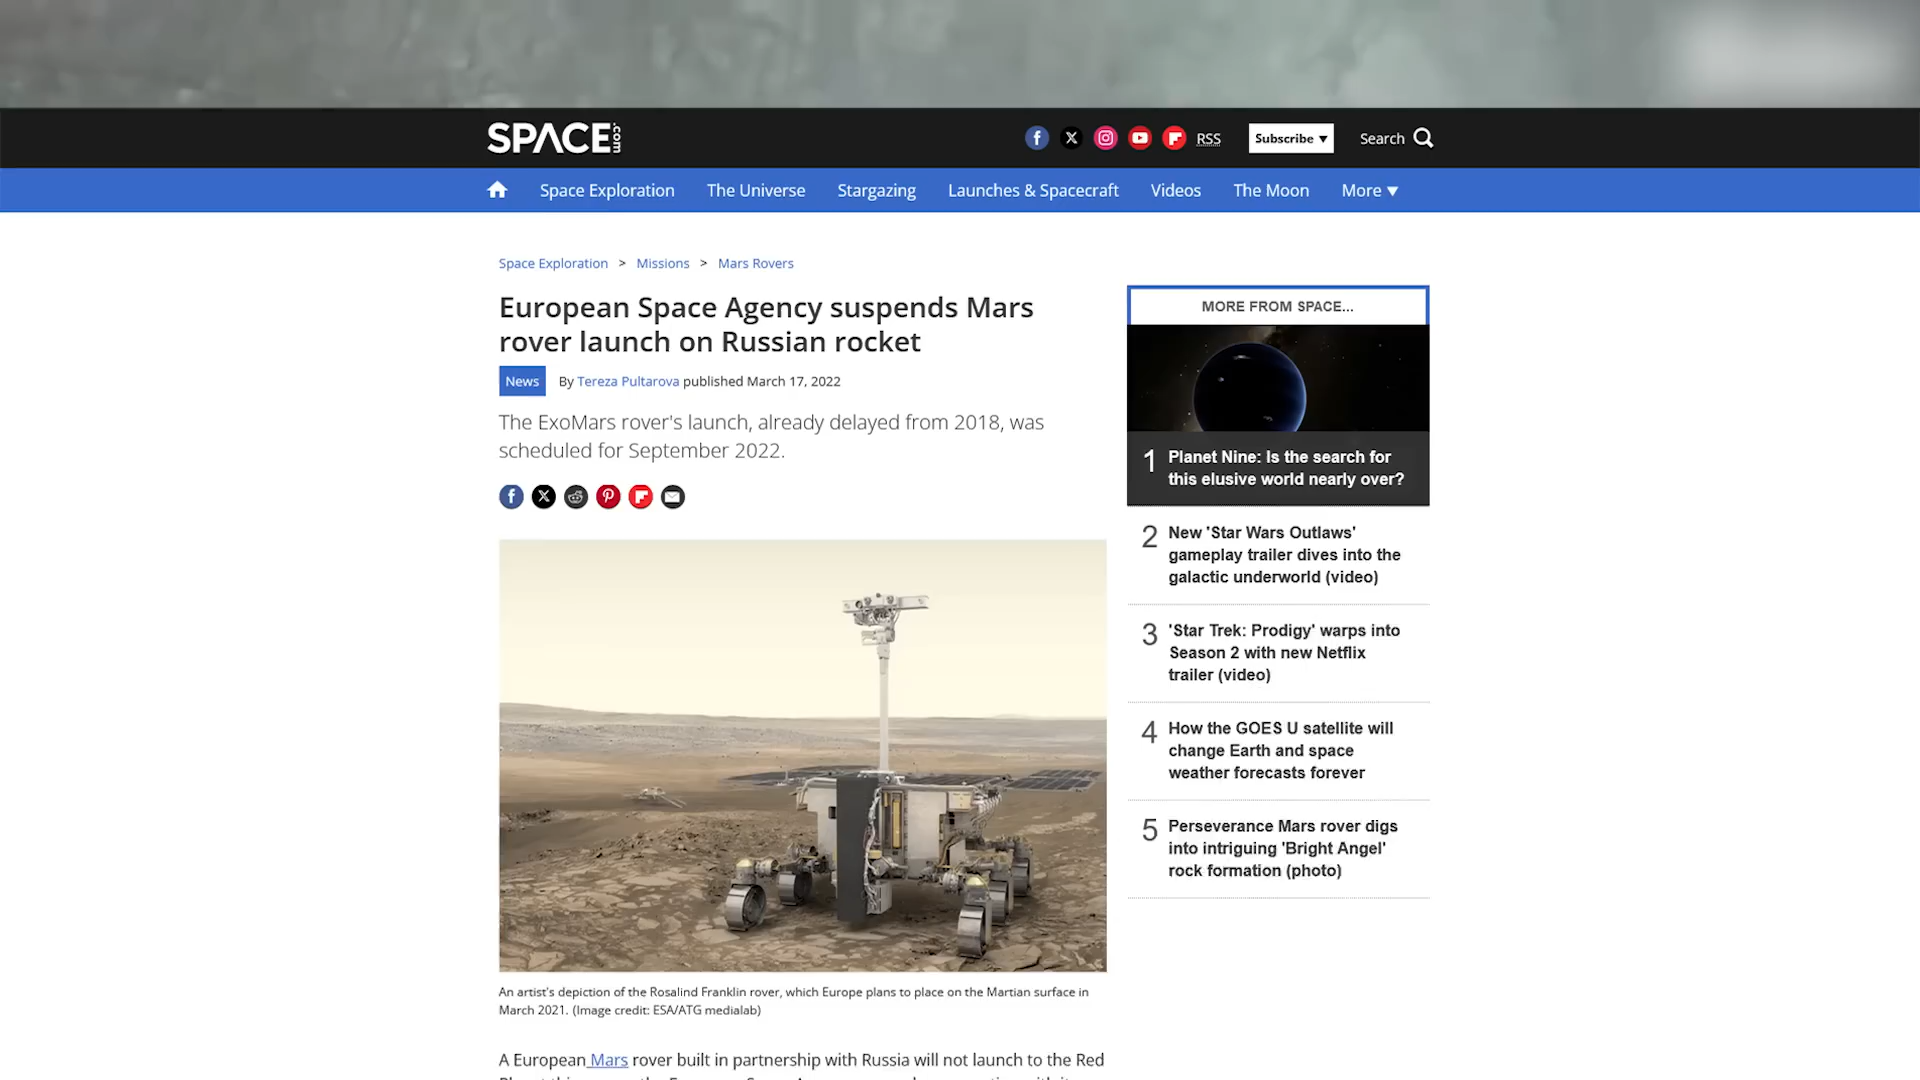 SPACE.com
RSS
Subscribe ▼
Search
Space Exploration
The Universe
Stargazing
Launches & Spacecraft
Videos
The Moon
More ▼
Space Exploration > Missions > Mars Rovers
European Space Agency suspends Mars
rover launch on Russian rocket
News
By Tereza Pultarova published March 17, 2022
The ExoMars rover's launch, already delayed from 2018, was
scheduled for September 2022.
An artist's depiction of the Rosalind Franklin rover, which Europe plans to place on the Martian surface in
March 2021. (Image credit: ESA/ATG medialab)
A European Mars rover built in partnership with Russia will not launch to the Red
MORE FROM SPACE...
1 Planet Nine: Is the search for
this elusive world nearly over?
2 New 'Star Wars Outlaws'
gameplay trailer dives into the
galactic underworld (video)
3 'Star Trek: Prodigy' warps into
Season 2 with new Netflix
trailer (video)
4 How the GOES U satellite will
change Earth and space
weather forecasts forever
5 Perseverance Mars rover digs
into intriguing 'Bright Angel'
rock formation (photo)